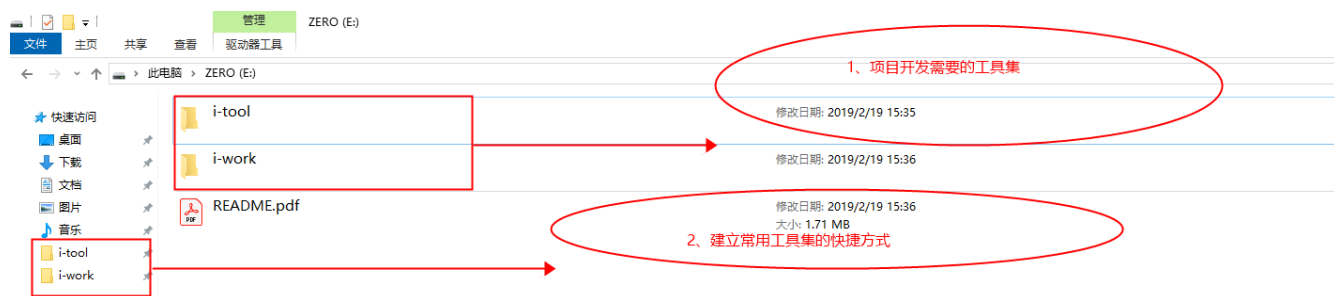 管理 ZERO (E:)
文件 主页 共享 查看 驱动器工具
此电脑 › ZERO (E:)
1、项目开发需要的工具集
快速访问
桌面
下载
文档
图片
音乐
i-tool
i-work
i-tool 修改日期: 2019/2/19 15:35
i-work 修改日期: 2019/2/19 15:36
PDF README.pdf 修改日期: 2019/2/19 15:36
大小: 1.71 MB
2、建立常用工具集的快捷方式